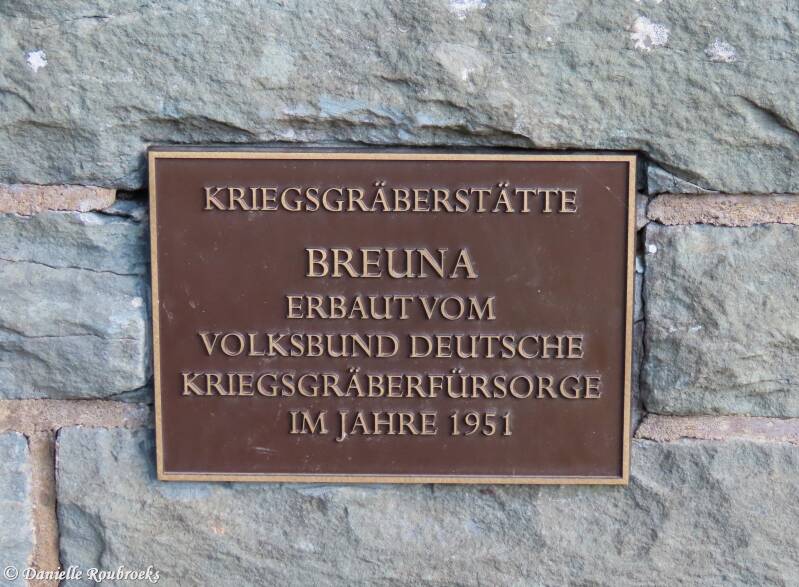 KRIEGSGRÄBERSTÄTTE
BREUNA
ERBAUT VOM
VOLKSBUND DEUTSCHE
KRIEGSGRÄBERFÜRSORGE
IM JAHRE 1951
© Danielle Roubroeks